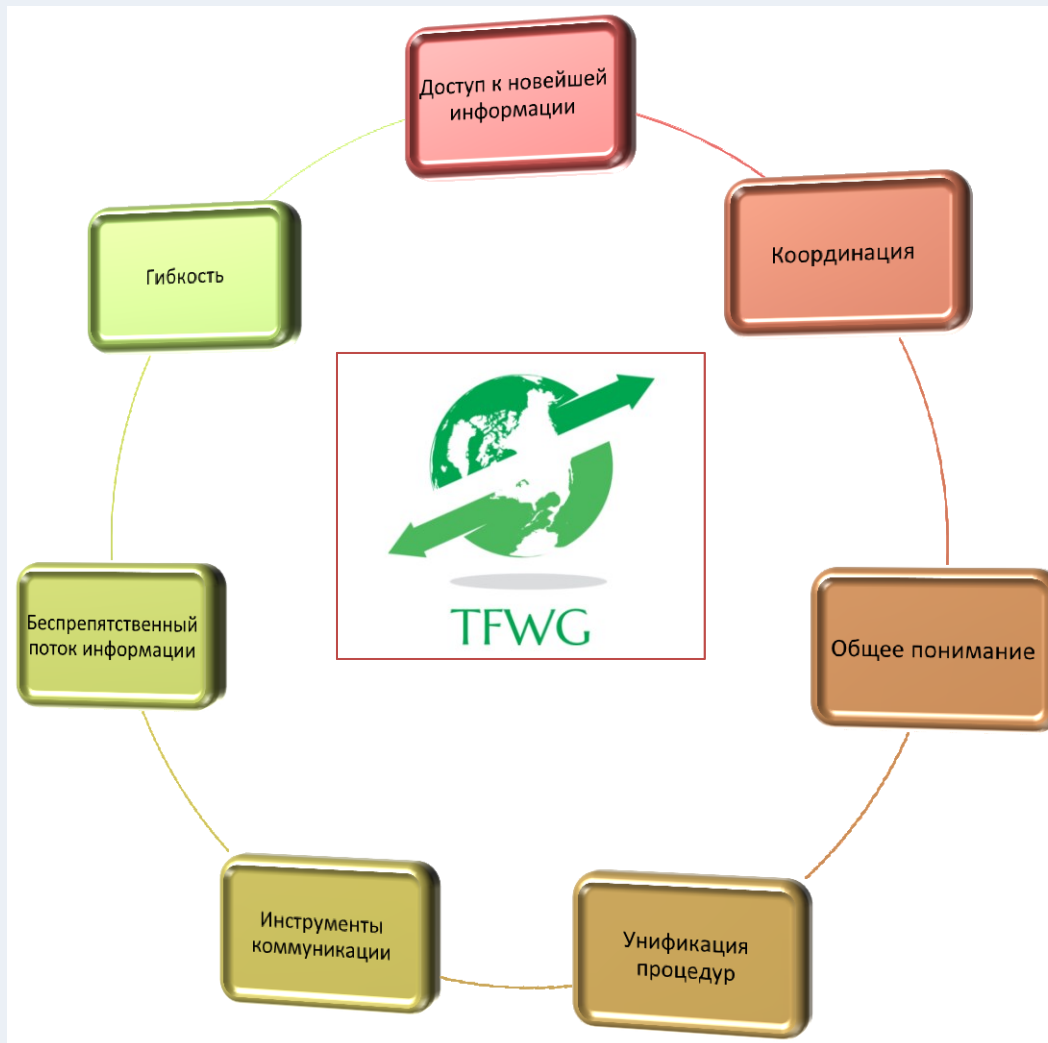 Доступ к новейшей
информации
Координация
Общее понимание
Унификация
процедур
Инструменты
коммуникации
Беспрепятственный
поток информации
Гибкость
TFWG